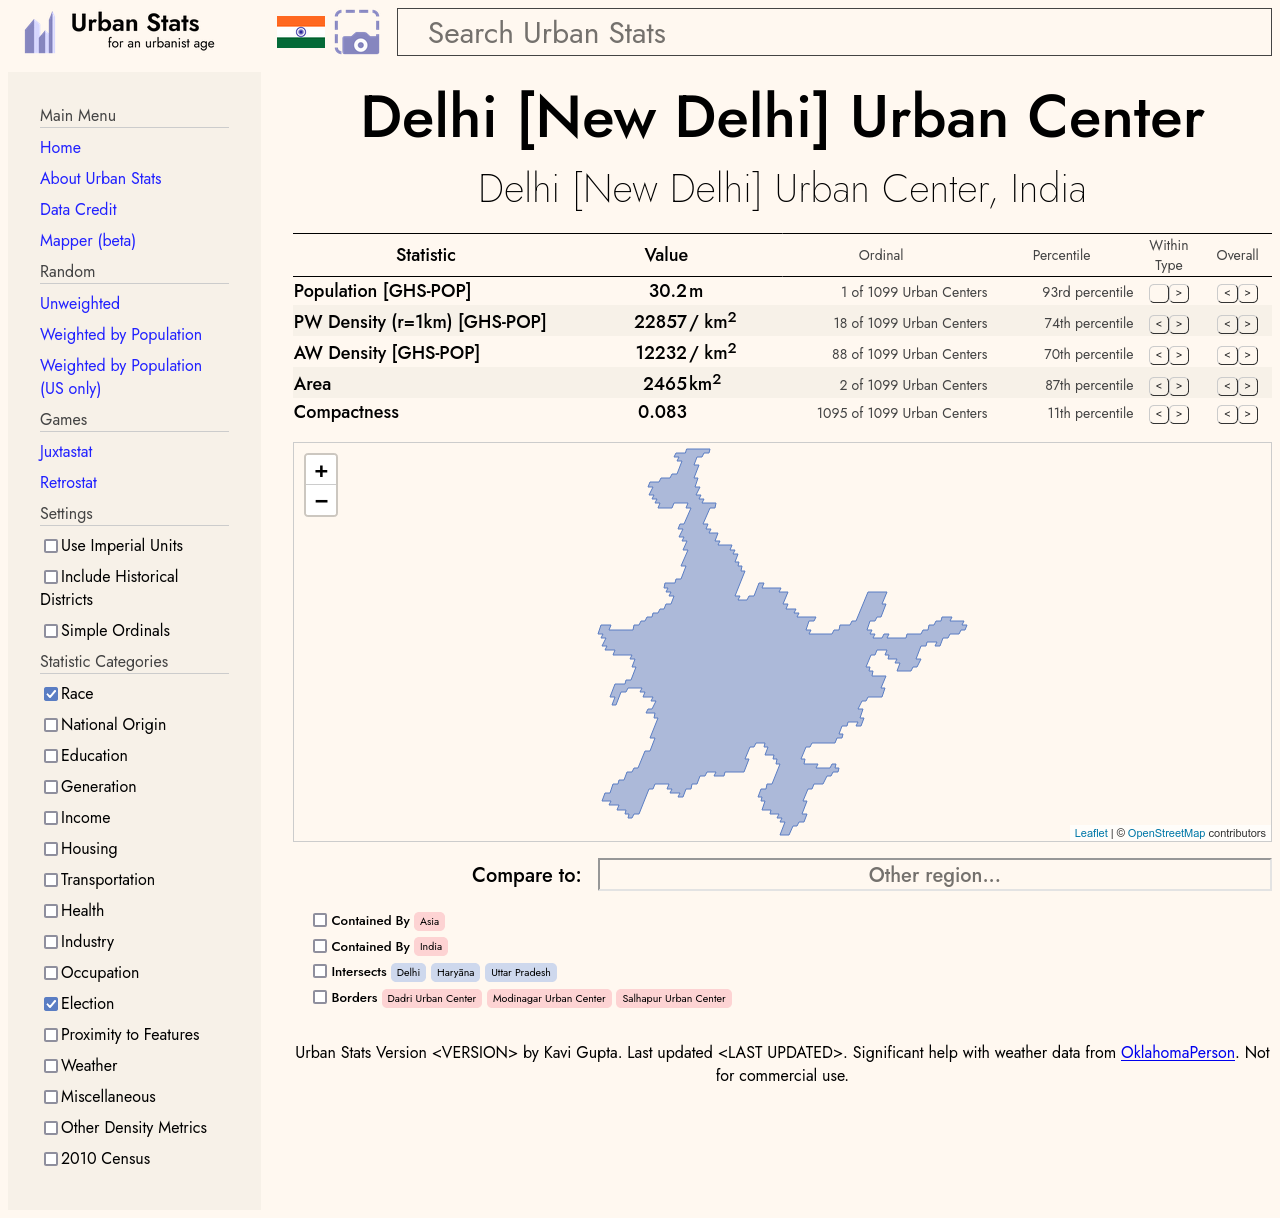 Urban Stats
for an urbanist age
Search Urban Stats
Main Menu
Home
About Urban Stats
Data Credit
Mapper (beta)
Random
Unweighted
Weighted by Population
Weighted by Population
(US only)
Games
Juxtastat
Retrostat
Settings
Use Imperial Units
Include Historical
Districts
Simple Ordinals
Statistic Categories
Race
National Origin
Education
Generation
Income
Housing
Transportation
Health
Industry
Occupation
Election
Proximity to Features
Weather
Miscellaneous
Other Density Metrics
2010 Census
Delhi [New Delhi] Urban Center
Delhi [New Delhi] Urban Center, India
Statistic Value Ordinal Percentile Within Type Overall
Population [GHS-POP] 30.2 m 1 of 1099 Urban Centers 93rd percentile > < >
PW Density (r=1km) [GHS-POP] 22857 / km² 18 of 1099 Urban Centers 74th percentile < > < >
AW Density [GHS-POP] 12232 / km² 88 of 1099 Urban Centers 70th percentile < > < >
Area 2465 km² 2 of 1099 Urban Centers 87th percentile < > < >
Compactness 0.083 1095 of 1099 Urban Centers 11th percentile < > < >
+
−
Leaflet | © OpenStreetMap contributors
Compare to: Other region...
Contained By Asia
Contained By India
Intersects Delhi Haryāna Uttar Pradesh
Borders Dadri Urban Center Modinagar Urban Center Salhapur Urban Center
Urban Stats Version <VERSION> by Kavi Gupta. Last updated <LAST UPDATED>. Significant help with weather data from OklahomaPerson. Not
for commercial use.